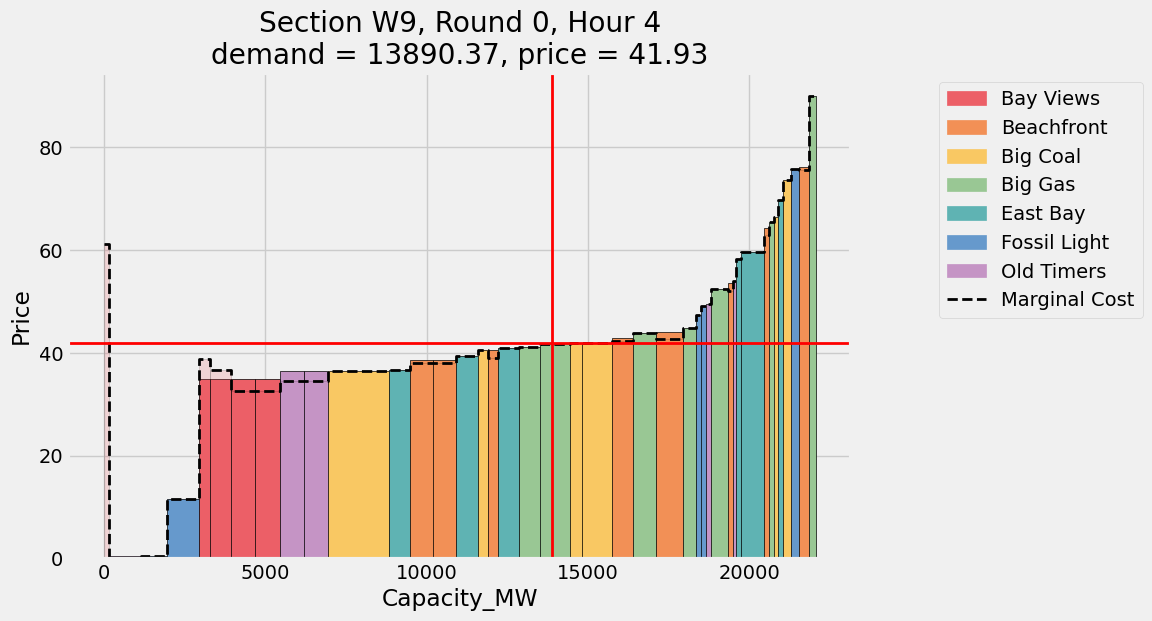 Section W9, Round 0, Hour 4
demand = 13890.37, price = 41.93
Price
80
60
40
20
0
0
5000
10000
15000
20000
Capacity_MW
Bay Views
Beachfront
Big Coal
Big Gas
East Bay
Fossil Light
Old Timers
Marginal Cost